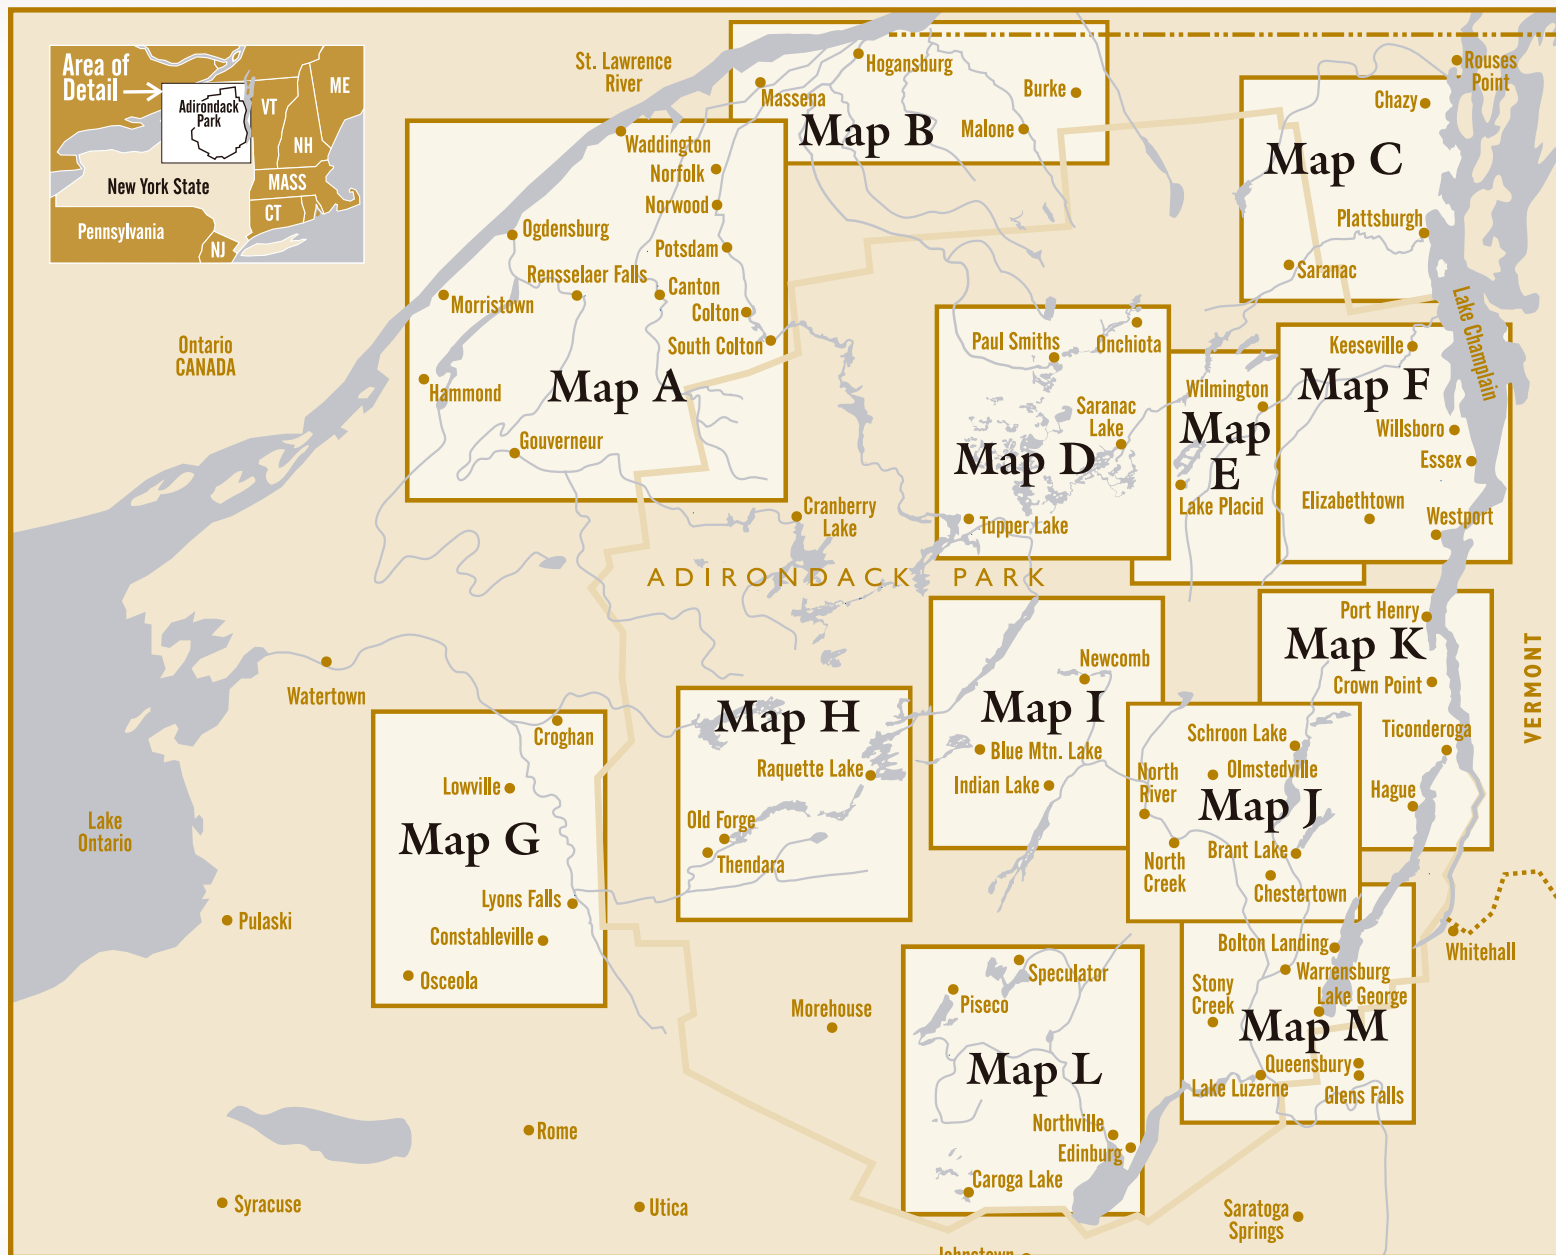 Area of
Detail
Adirondack
Park
VT
ME
NH
New York State
MASS
CT
Pennsylvania
NJ
St. Lawrence
River
Hogansburg
Massena
Burke
Malone
Map B
Rouses
Point
Chazy
Map C
Plattsburgh
Saranac
Waddington
Norfolk
Norwood
Ogdensburg
Potsdam
Rensselaer Falls
Canton
Morristown
Colton
South Colton
Map A
Hammond
Gouverneur
Ontario
CANADA
Lake Champlain
Paul Smiths
Onchiota
Saranac
Lake
Map D
Tupper Lake
Wilmington
Map
E
Lake Placid
Keeseville
Map F
Willsboro
Essex
Elizabethtown
Westport
Cranberry
Lake
ADIRONDACK PARK
Port Henry
Map K
Crown Point
Ticonderoga
Hague
VERMONT
Newcomb
Map I
Blue Mtn. Lake
Indian Lake
Watertown
Croghan
Lowville
Map G
Lyons Falls
Constableville
Osceola
Map H
Raquette Lake
Old Forge
Thendara
Schroon Lake
Olmstedville
North
River
Map J
Brant Lake
North
Creek
Chestertown
Lake
Ontario
Pulaski
Bolton Landing
Warrensburg
Stony
Creek
Lake George
Map M
Queensbury
Lake Luzerne
Glens Falls
Whitehall
Speculator
Piseco
Morehouse
Map L
Northville
Edinburg
Caroga Lake
Rome
Syracuse
Utica
Saratoga
Springs
Johnstown